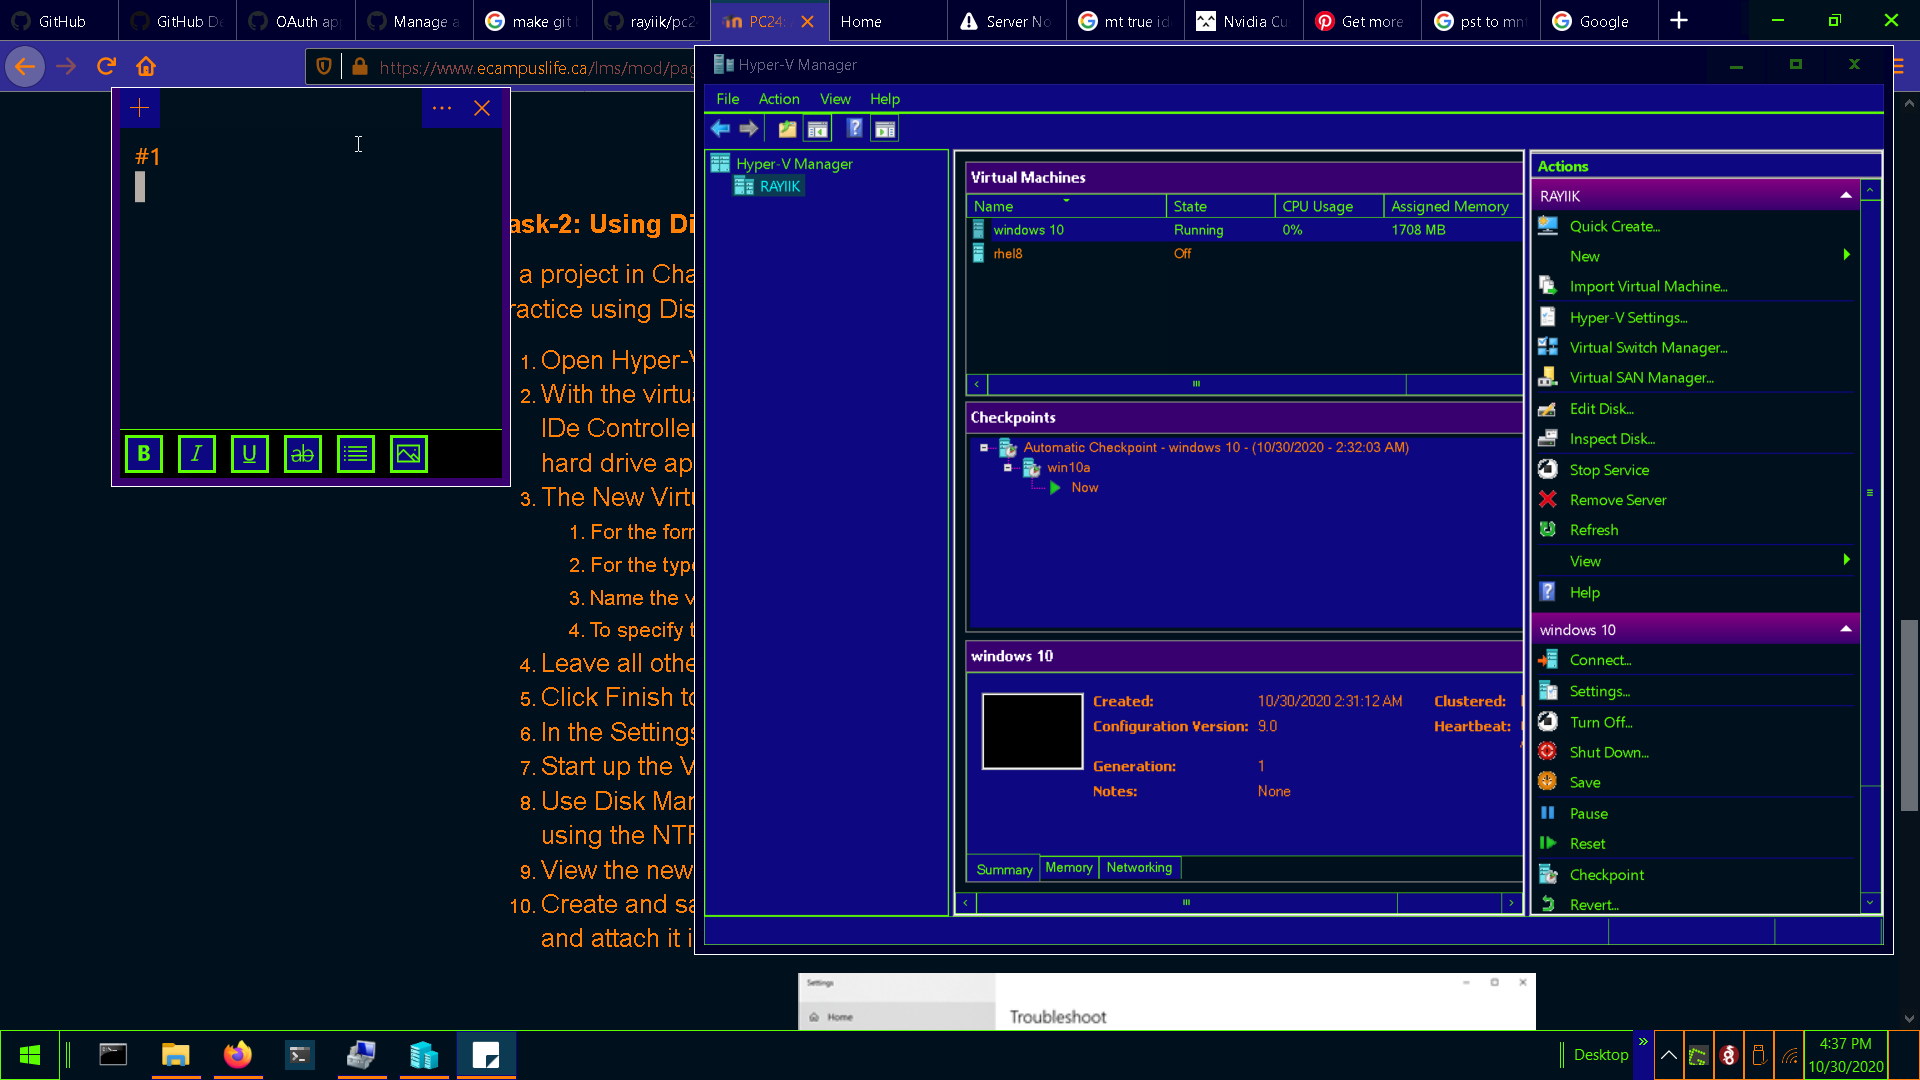 GitHub
GitHub De
OAuth ap
Manage a
make git b
rayiik/pc2
PC24:
Home
Server No
mt true id
Nvidia Cu
Get more
pst to mnt
Google
https://www.ecampuslife.ca/lms/mod/pag
Hyper-V Manager
File Action View Help
#1
B I U ab
ask-2: Using Di
a project in Cha
ractice using Dis
1. Open Hyper-V
2. With the virtu
IDe Controller
hard drive ap
3. The New Virtu
1. For the form
2. For the type
3. Name the v
4. To specify t
4. Leave all othe
5. Click Finish to
6. In the Settings
7. Start up the V
8. Use Disk Man
using the NTF
9. View the new
10. Create and sa
and attach it i
Hyper-V Manager
RAYIIK
Virtual Machines
Name State CPU Usage Assigned Memory
windows 10 Running 0% 1708 MB
rhel8 Off
Checkpoints
Automatic Checkpoint - windows 10 - (10/30/2020 - 2:32:03 AM)
win10a
Now
windows 10
Created: 10/30/2020 2:31:12 AM Clustered:
Configuration Version: 9.0 Heartbeat:
Generation: 1
Notes: None
Summary Memory Networking
Actions
RAYIIK
Quick Create...
New
Import Virtual Machine...
Hyper-V Settings...
Virtual Switch Manager...
Virtual SAN Manager...
Edit Disk...
Inspect Disk...
Stop Service
Remove Server
Refresh
View
Help
windows 10
Connect...
Settings...
Turn Off...
Shut Down...
Save
Pause
Reset
Checkpoint
Revert...
Settings
Home
Troubleshoot
Desktop
4:37 PM
10/30/2020